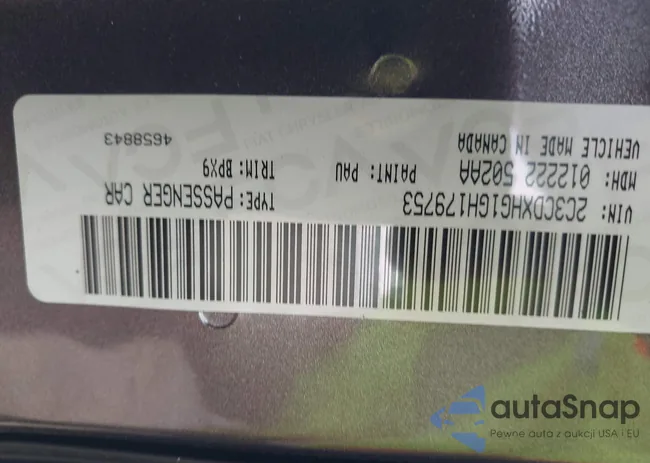 VIN: 2C3CDXHG1GH179753 TYPE: PASSENGER CAR
MDH: 012222 502AA PAINT: PAU TRIM: BPX9
VEHICLE MADE IN CANADA 4658843
autaSnap
Pewne auta z aukcji USA i EU